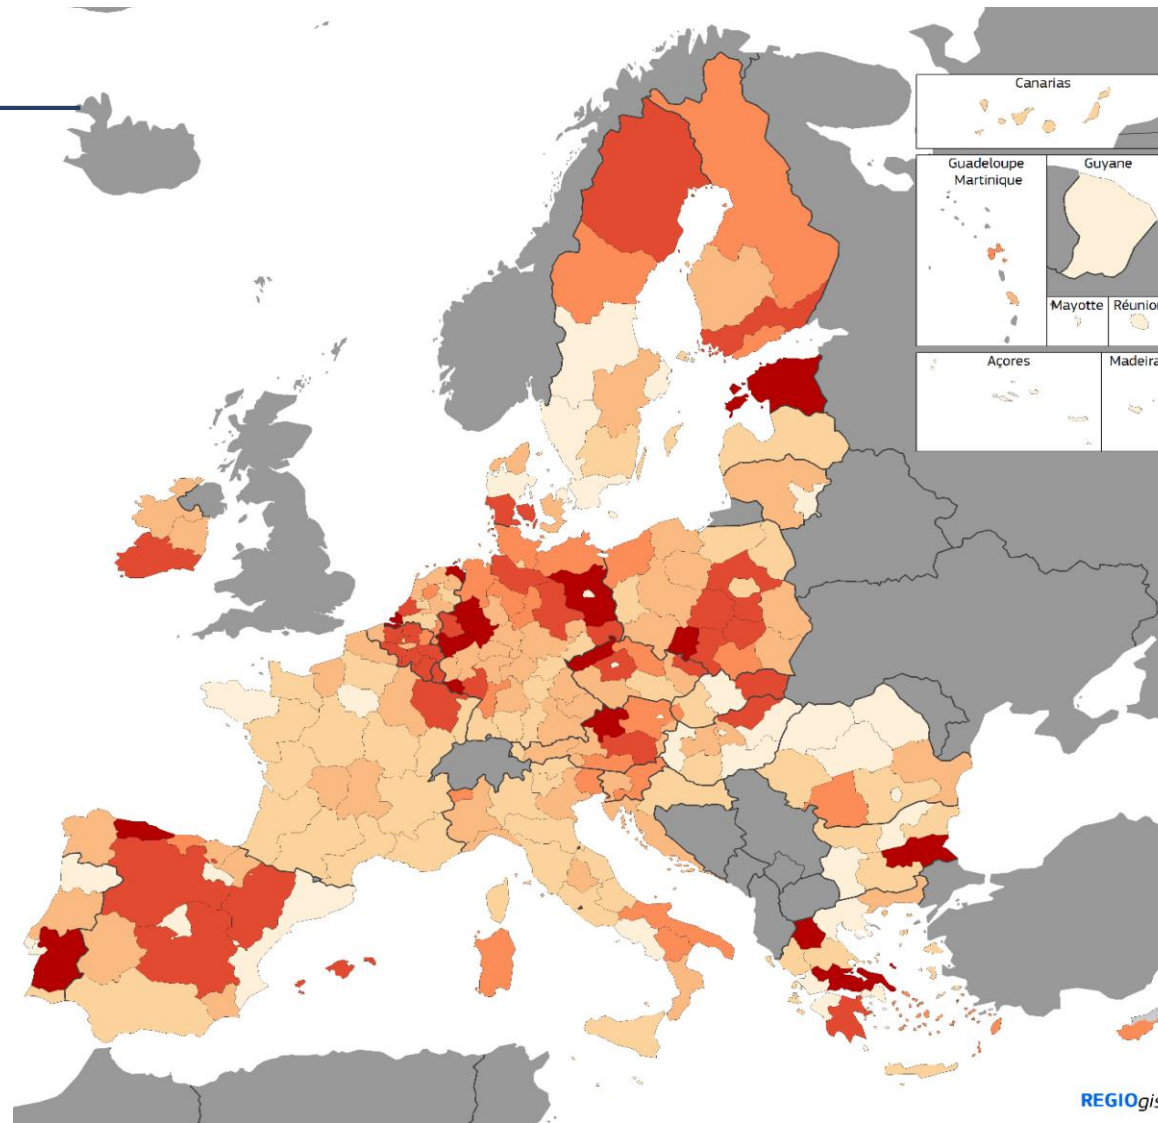 Canarias
Guadeloupe
Martinique
Guyane
Mayotte
Réunion
Açores
Madeira
REGIOgis